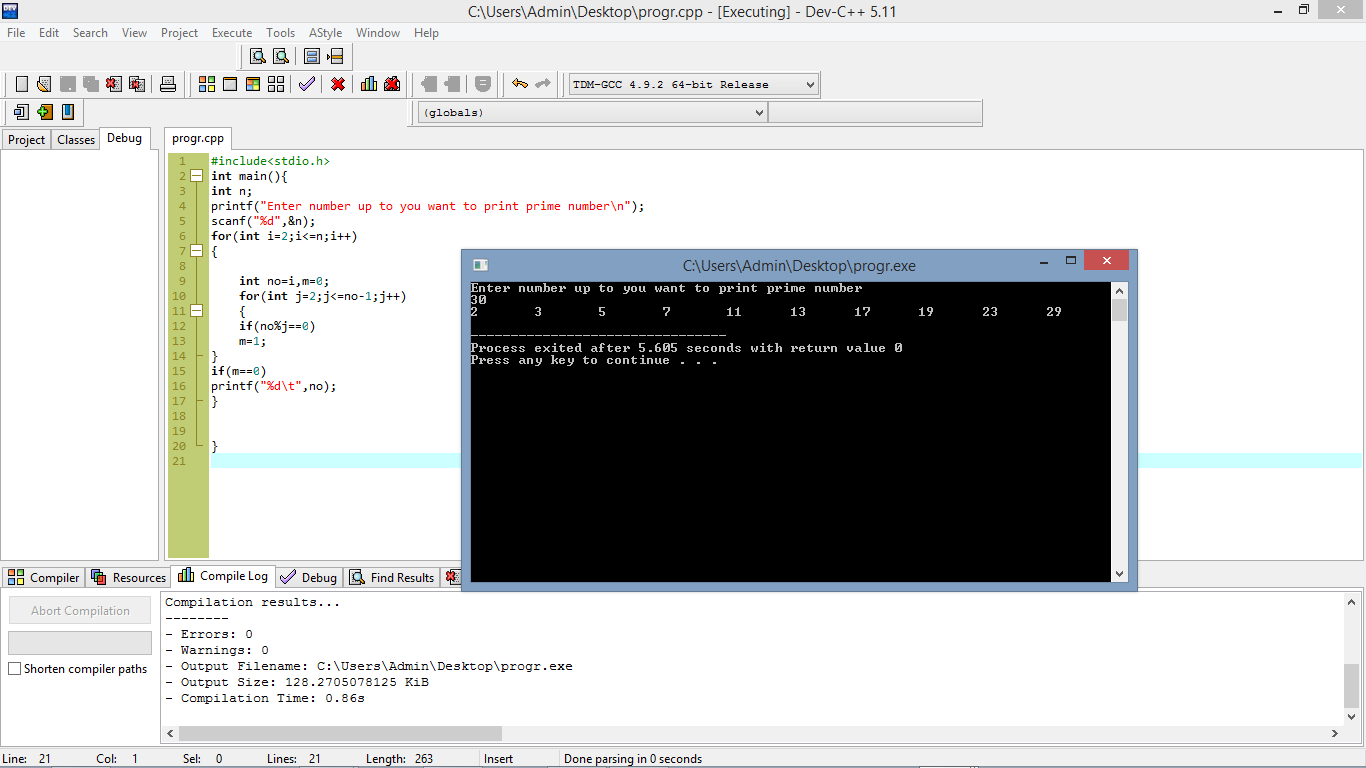 C:\Users\Admin\Desktop\progr.cpp - [Executing] - Dev-C++ 5.11
File Edit Search View Project Execute Tools AStyle Window Help
TDM-GCC 4.9.2 64-bit Release
(globals)
Project Classes Debug
progr.cpp
1 #include<stdio.h>
2 int main(){
3 int n;
4 printf("Enter number up to you want to print prime number\n");
5 scanf("%d",&n);
6 for(int i=2;i<=n;i++)
7 {
8
9 int no=i,m=0;
10 for(int j=2;j<=no-1;j++)
11 {
12 if(no%j==0)
13 m=1;
14 }
15 if(m==0)
16 printf("%d\t",no);
17 }
18
19
20 }
21
C:\Users\Admin\Desktop\progr.exe
Enter number up to you want to print prime number
30
2 3 5 7 11 13 17 19 23 29
--------------------------------
Process exited after 5.605 seconds with return value 0
Press any key to continue . . .
Compiler Resources Compile Log Debug Find Results
Abort Compilation
Shorten compiler paths
Compilation results...
--------
- Errors: 0
- Warnings: 0
- Output Filename: C:\Users\Admin\Desktop\progr.exe
- Output Size: 128.2705078125 KiB
- Compilation Time: 0.86s
Line: 21 Col: 1 Sel: 0 Lines: 21 Length: 263 Insert Done parsing in 0 seconds